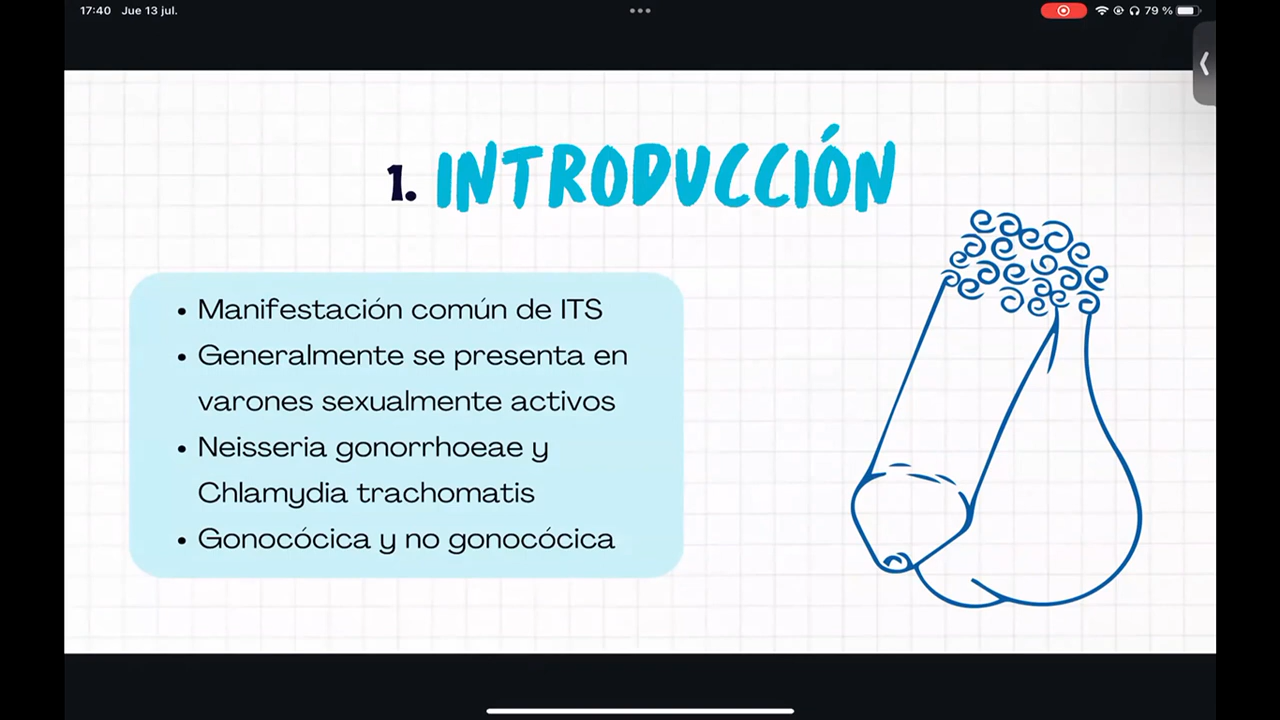 17:40 Jue 13 jul. 79 %
1. INTRODUCCIÓN
• Manifestación común de ITS
• Generalmente se presenta en
varones sexualmente activos
• Neisseria gonorrhoeae y
Chlamydia trachomatis
• Gonocócica y no gonocócica